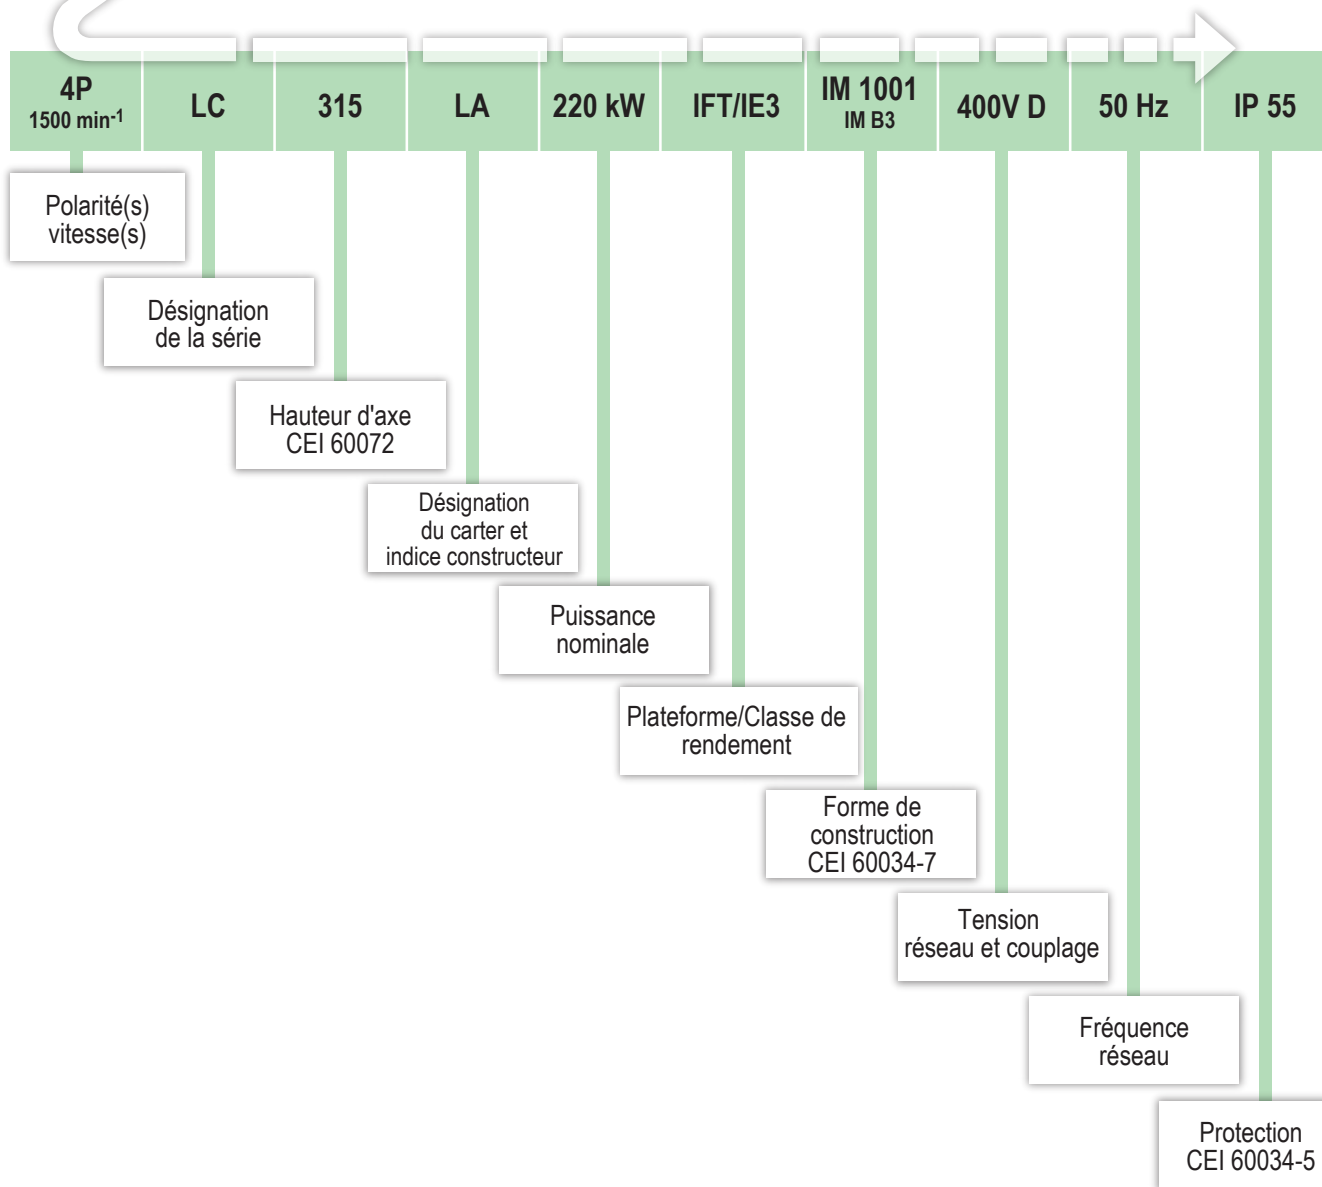 4P
1500 min-1
LC
315
LA
220 kW
IFT/IE3
IM 1001
IM B3
400V D
50 Hz
IP 55
Polarité(s)
vitesse(s)
Désignation
de la série
Hauteur d'axe
CEI 60072
Désignation
du carter et
indice constructeur
Puissance
nominale
Plateforme/Classe de
rendement
Forme de
construction
CEI 60034-7
Tension
réseau et couplage
Fréquence
réseau
Protection
CEI 60034-5